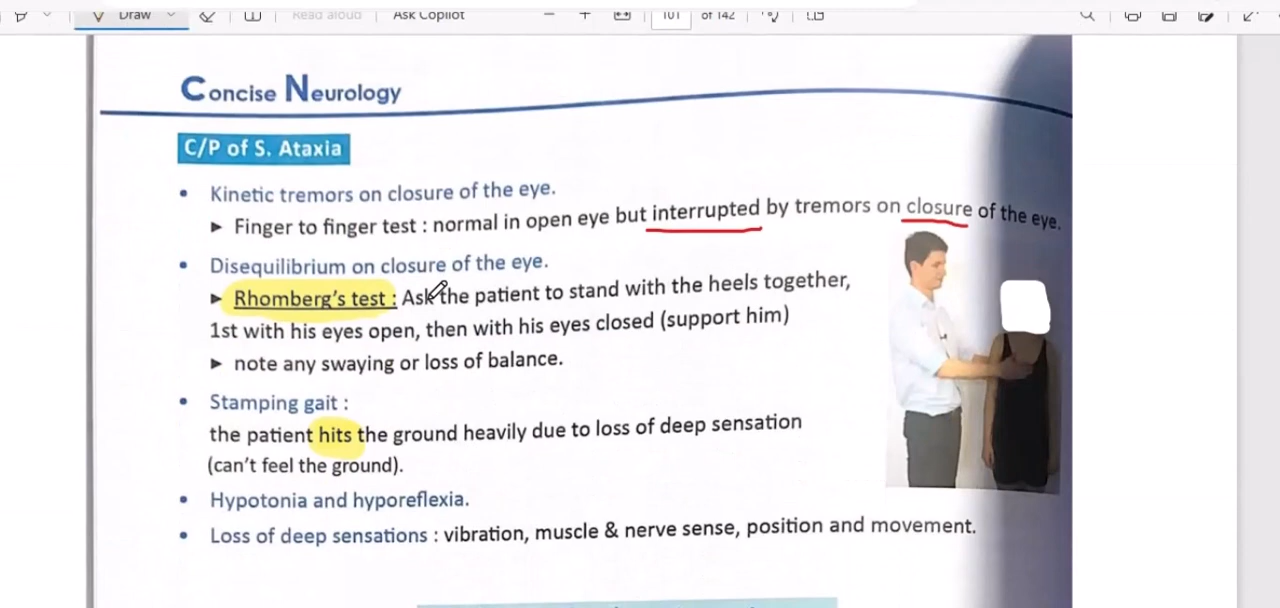 Draw
Read aloud
Ask Copilot
101 of 142
Concise Neurology
C/P of S. Ataxia
• Kinetic tremors on closure of the eye.
► Finger to finger test : normal in open eye but interrupted by tremors on closure of the eye.
• Disequilibrium on closure of the eye.
► Rhomberg's test : Ask the patient to stand with the heels together,
1st with his eyes open, then with his eyes closed (support him)
► note any swaying or loss of balance.
• Stamping gait :
the patient hits the ground heavily due to loss of deep sensation
(can't feel the ground).
• Hypotonia and hyporeflexia.
• Loss of deep sensations : vibration, muscle & nerve sense, position and movement.